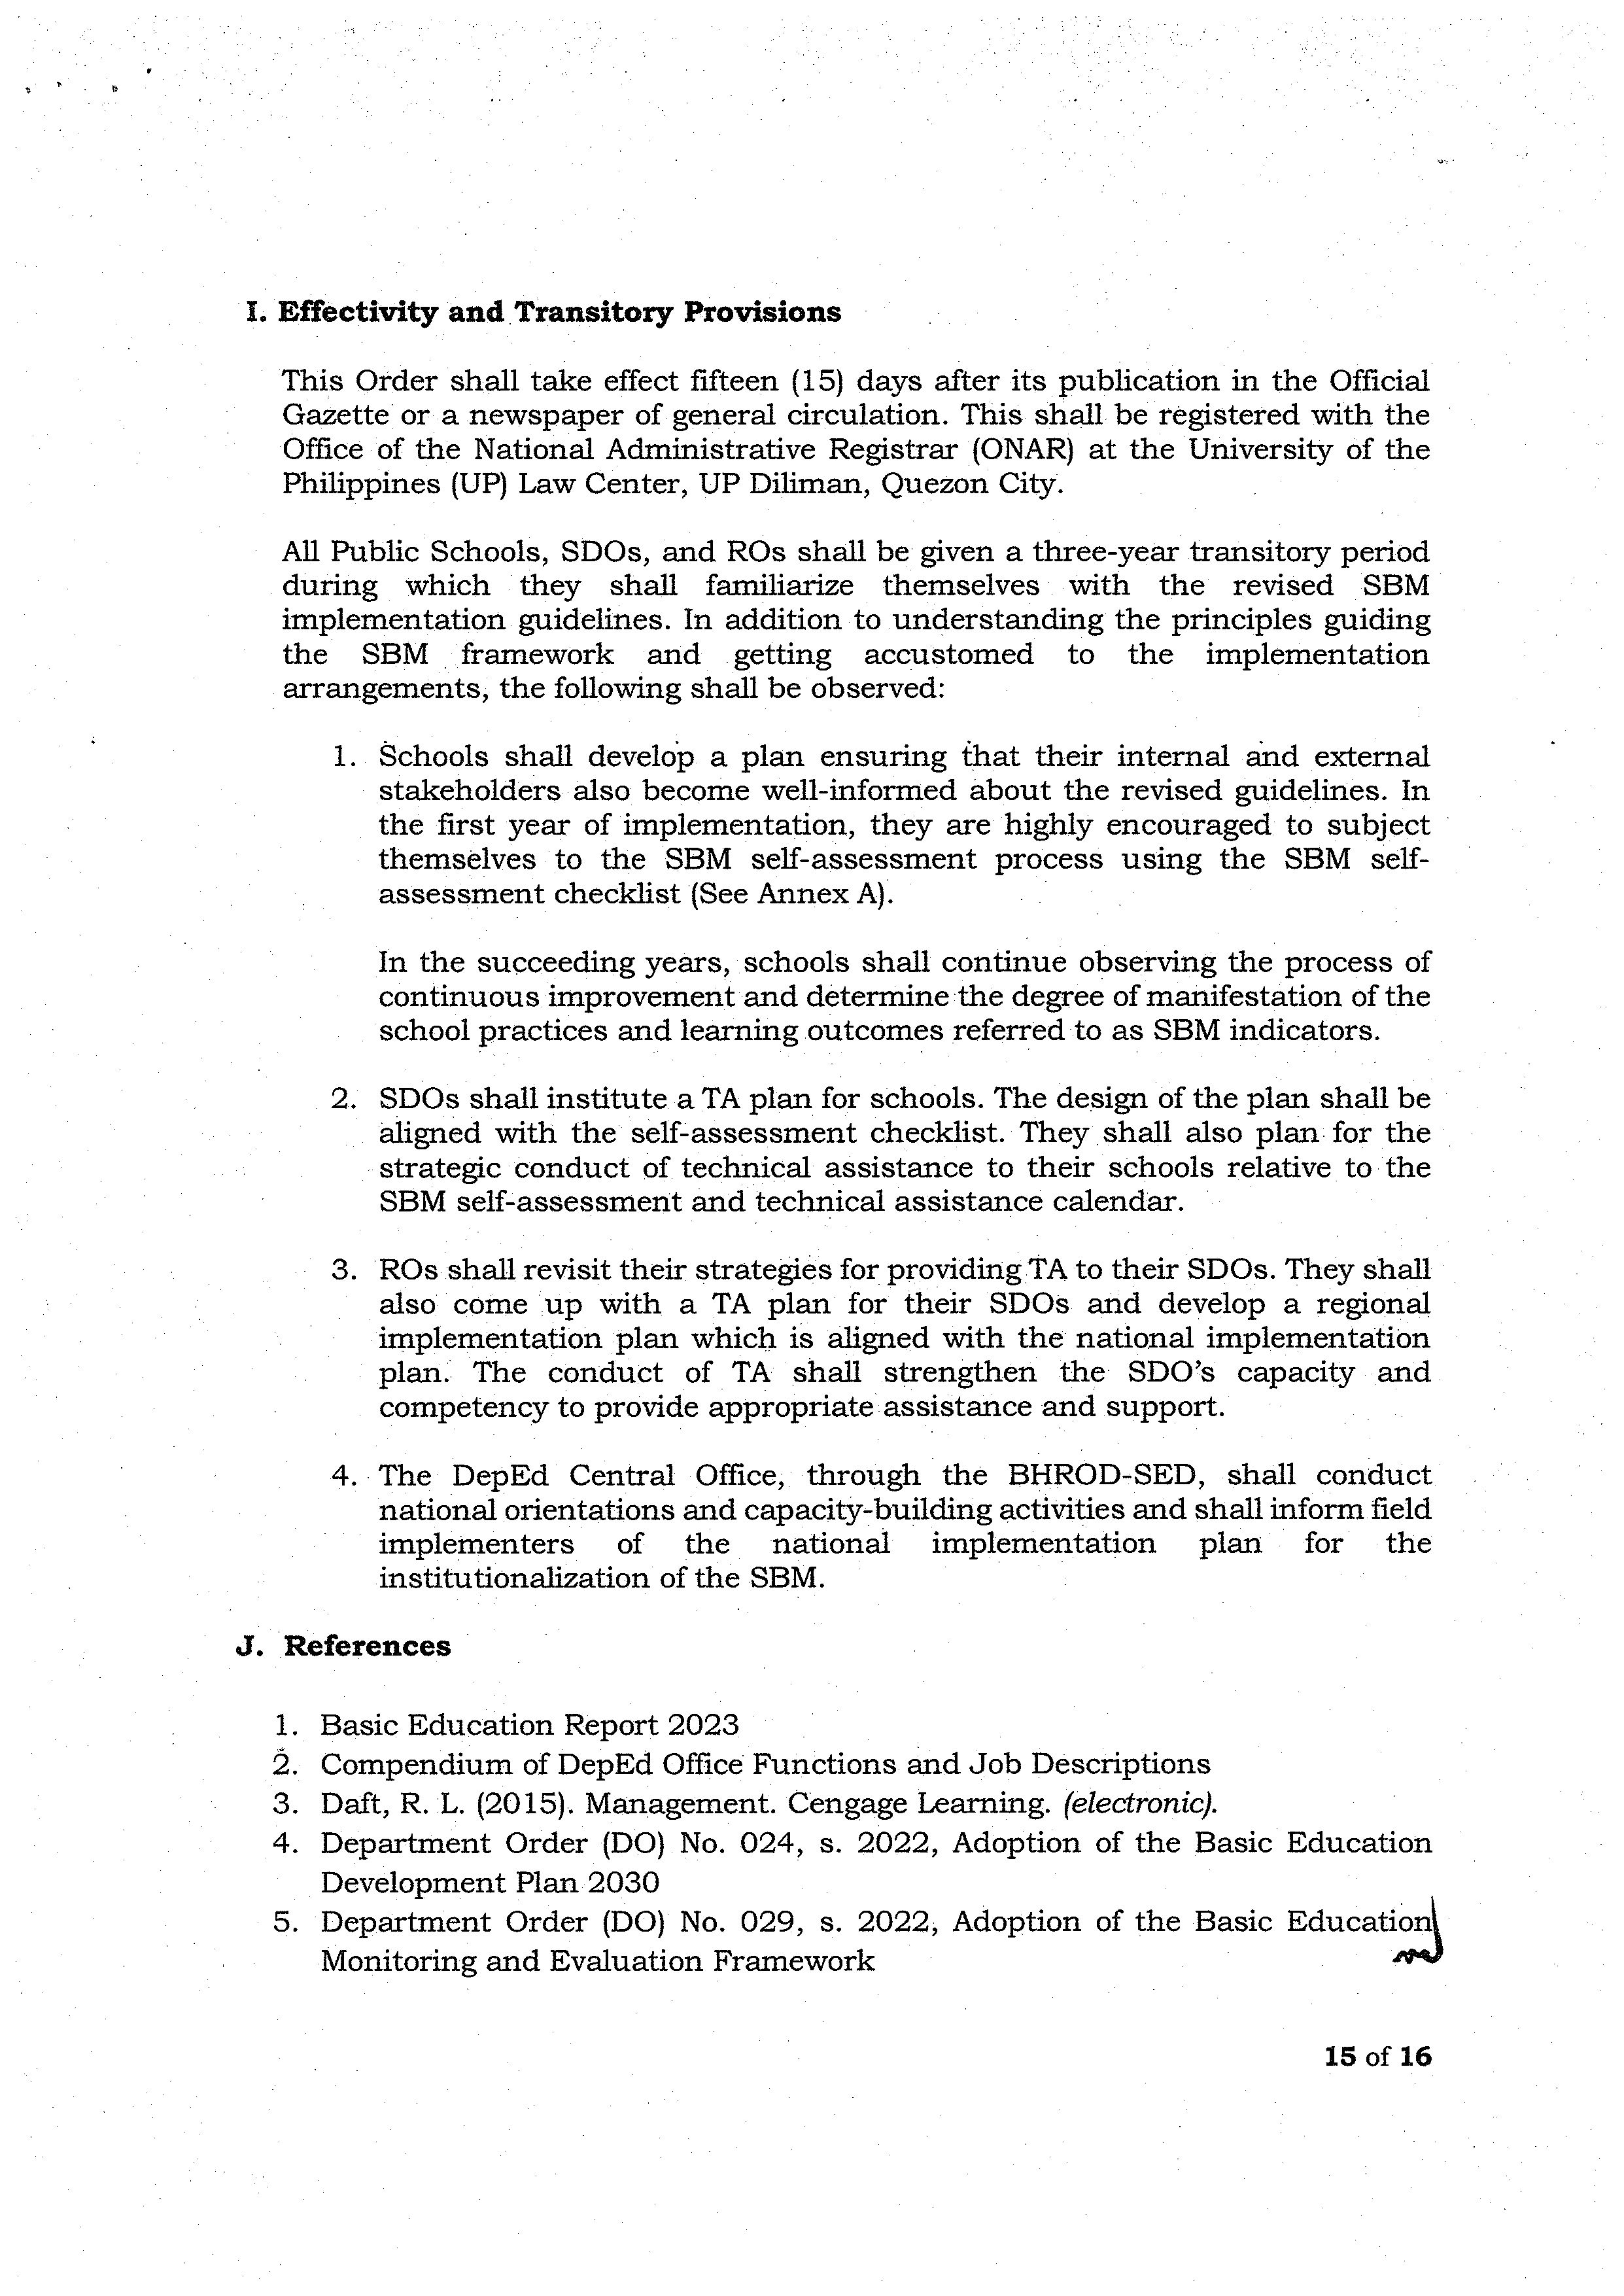 I. Effectivity and Transitory Provisions
This Order shall take effect fifteen (15) days after its publication in the Official
Gazette or a newspaper of general circulation. This shall be registered with the
Office of the National Administrative Registrar (ONAR) at the University of the
Philippines (UP) Law Center, UP Diliman, Quezon City.
All Public Schools, SDOs, and ROs shall be given a three-year transitory period
during which they shall familiarize themselves with the revised SBM
implementation guidelines. In addition to understanding the principles guiding
the SBM framework and getting accustomed to the implementation
arrangements, the following shall be observed:
1. Schools shall develop a plan ensuring that their internal and external
stakeholders also become well-informed about the revised guidelines. In
the first year of implementation, they are highly encouraged to subject
themselves to the SBM self-assessment process using the SBM self-
assessment checklist (See Annex A).
In the succeeding years, schools shall continue observing the process of
continuous improvement and determine the degree of manifestation of the
school practices and learning outcomes referred to as SBM indicators.
2. SDOs shall institute a TA plan for schools. The design of the plan shall be
aligned with the self-assessment checklist. They shall also plan for the
strategic conduct of technical assistance to their schools relative to the
SBM self-assessment and technical assistance calendar.
3. ROs shall revisit their strategies for providing TA to their SDOs. They shall
also come up with a TA plan for their SDOs and develop a regional
implementation plan which is aligned with the national implementation
plan. The conduct of TA shall strengthen the SDO's capacity and
competency to provide appropriate assistance and support.
4. The DepEd Central Office, through the BHROD-SED, shall conduct
national orientations and capacity-building activities and shall inform field
implementers of the national implementation plan for the
institutionalization of the SBM.
J. References
1. Basic Education Report 2023
2. Compendium of DepEd Office Functions and Job Descriptions
3. Daft, R. L. (2015). Management. Cengage Learning. (electronic).
4. Department Order (DO) No. 024, s. 2022, Adoption of the Basic Education
Development Plan 2030
5. Department Order (DO) No. 029, s. 2022, Adoption of the Basic Education
Monitoring and Evaluation Framework
15 of 16